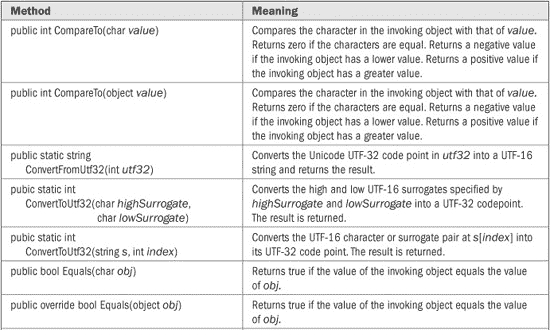 Method Meaning
public int CompareTo(char value) Compares the character in the invoking object with that of value.
Returns zero if the characters are equal. Returns a negative value
if the invoking object has a lower value. Returns a positive value if
the invoking object has a greater value.
public int CompareTo(object value) Compares the character in the invoking object with that of value.
Returns zero if the characters are equal. Returns a negative value
if the invoking object has a lower value. Returns a positive value if
the invoking object has a greater value.
public static string Converts the Unicode UTF-32 code point in utf32 into a UTF-16
ConvertFromUtf32(int utf32) string and returns the result.
pubic static int Converts the high and low UTF-16 surrogates specified by
ConvertToUtf32(char highSurrogate, highSurrogate and lowSurrogate into a UTF-32 codepoint.
char lowSurrogate) The result is returned.
pubic static int Converts the UTF-16 character or surrogate pair at s[index] into
ConvertToUtf32(string s, int index) its UTF-32 code point. The result is returned.
public bool Equals(char obj) Returns true if the value of the invoking object equals the value
of obj.
public override bool Equals(object obj) Returns true if the value of the invoking object equals the value
of obj.